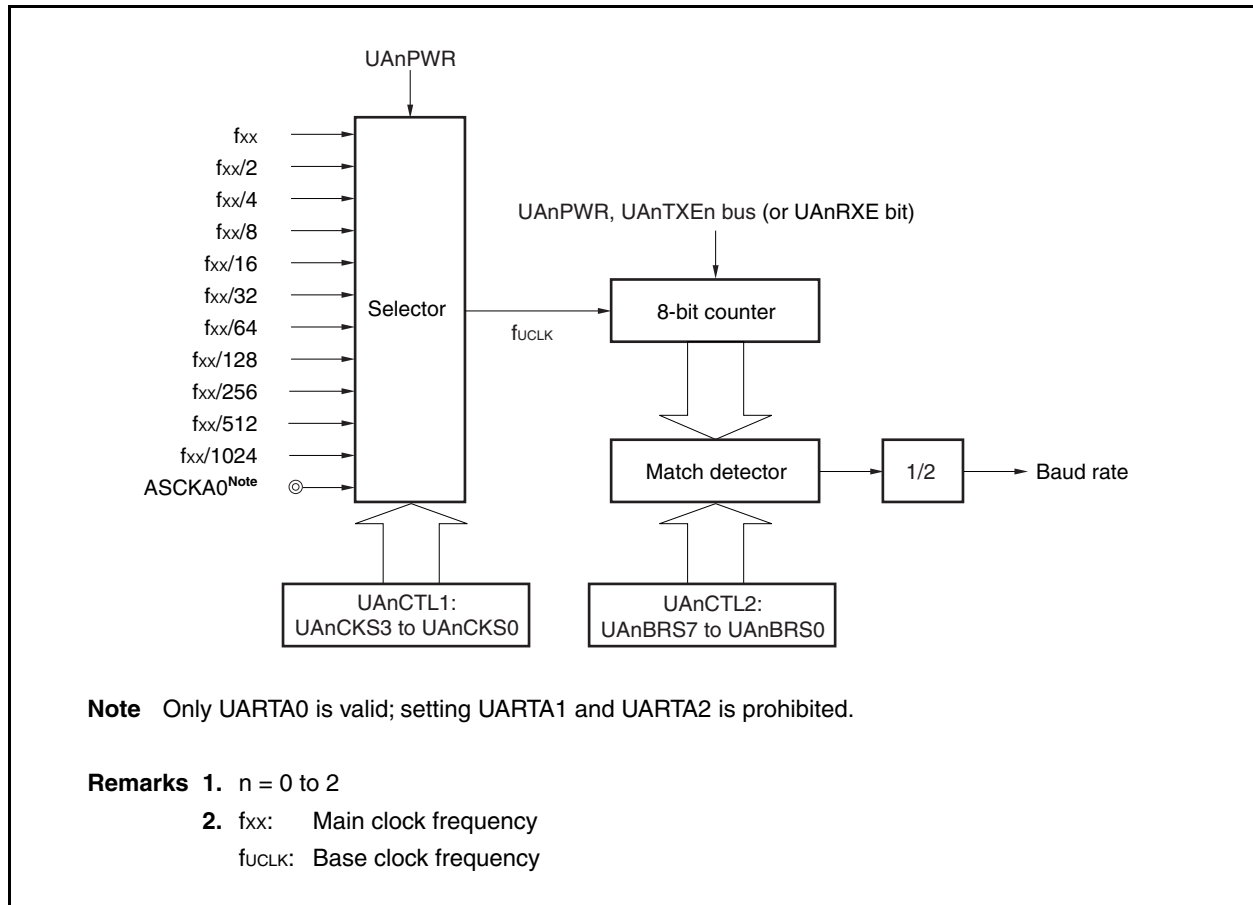 UAnPWR
fXX
fXX/2
fXX/4
fXX/8
fXX/16
fXX/32
fXX/64
fXX/128
fXX/256
fXX/512
fXX/1024
ASCKA0Note
Selector
fUCLK
UAnPWR, UAnTXEn bus (or UAnRXE bit)
8-bit counter
Match detector
1/2
Baud rate
UAnCTL1:
UAnCKS3 to UAnCKS0
UAnCTL2:
UAnBRS7 to UAnBRS0
Note Only UARTA0 is valid; setting UARTA1 and UARTA2 is prohibited.
Remarks 1. n = 0 to 2
2. fXX: Main clock frequency
fUCLK: Base clock frequency